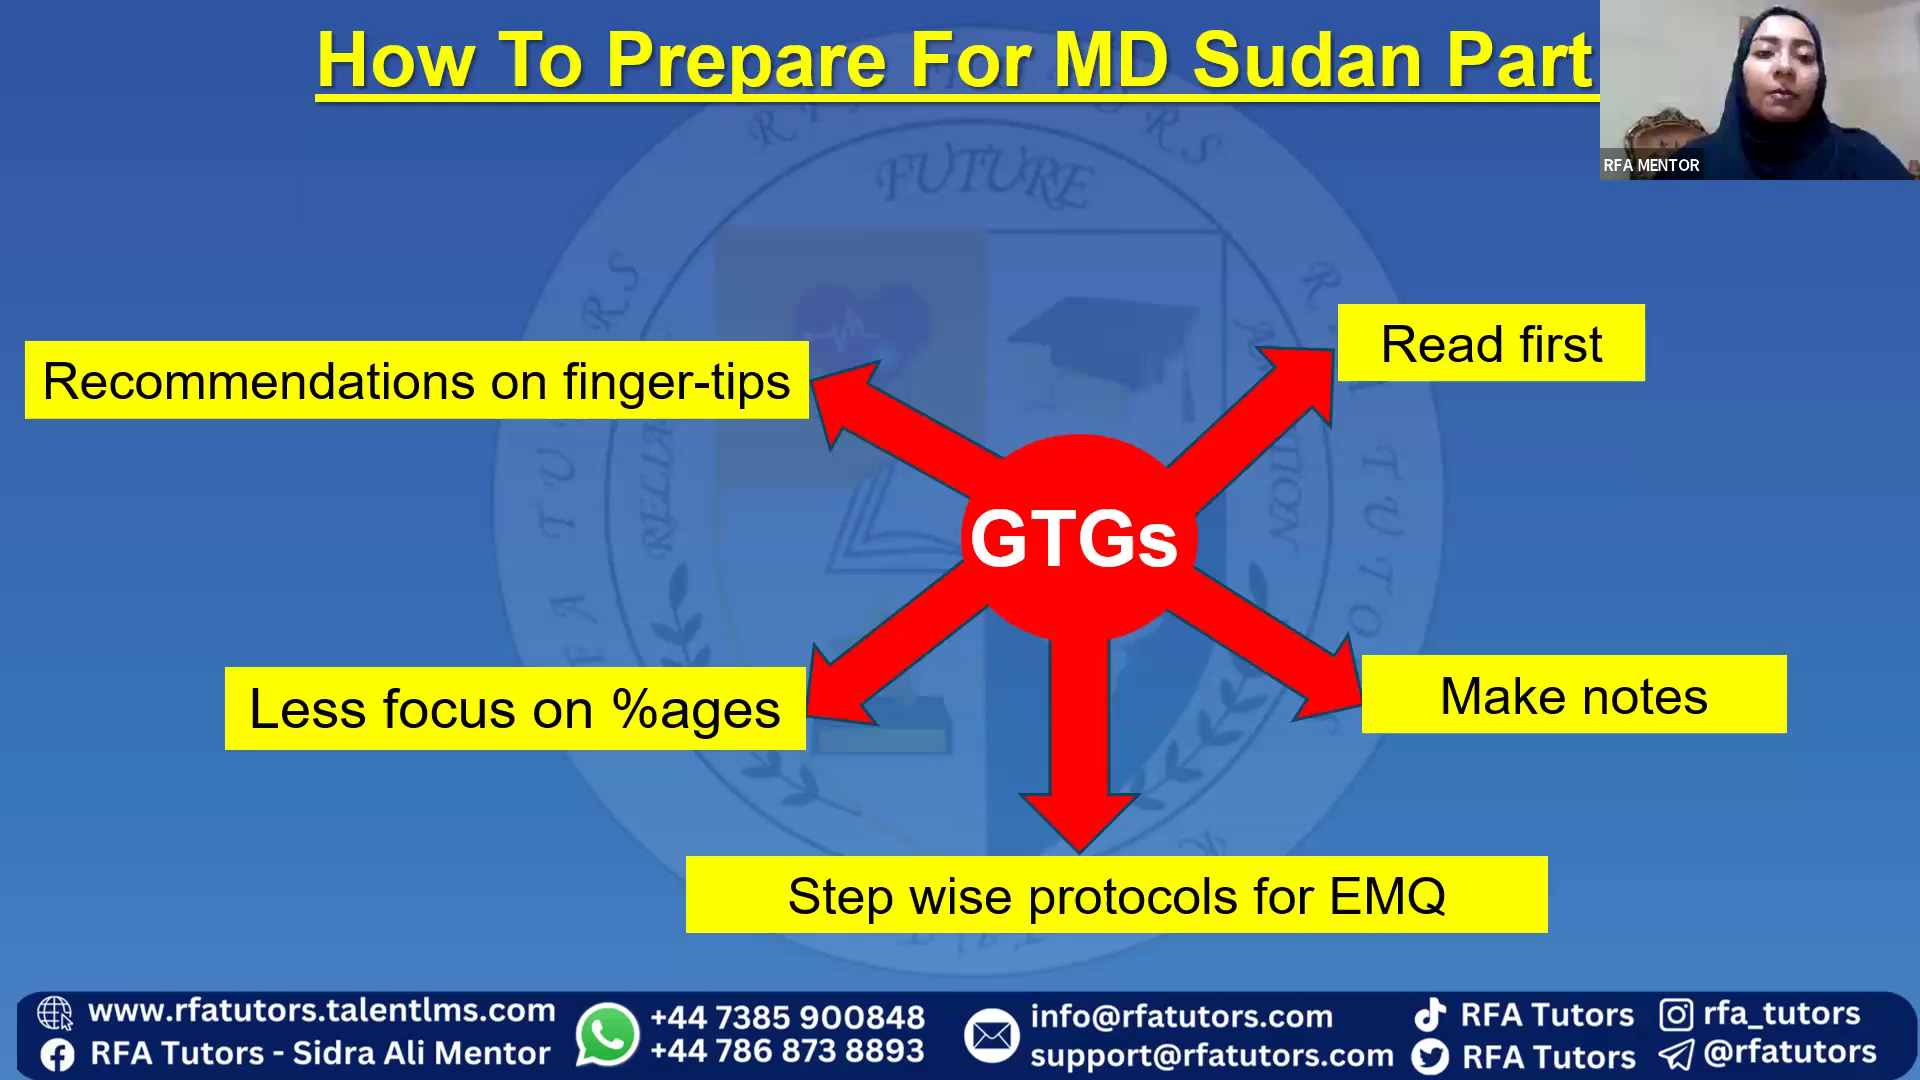 How To Prepare For MD Sudan Part
RFA MENTOR
FUTURE
Read first
Recommendations on finger-tips
GTGs
Less focus on %ages
Make notes
Step wise protocols for EMQ
www.rfatutors.talentlms.com
RFA Tutors - Sidra Ali Mentor
+44 7385 900848
+44 786 873 8893
info@rfatutors.com
support@rfatutors.com
RFA Tutors
RFA Tutors
rfa_tutors
@rfatutors